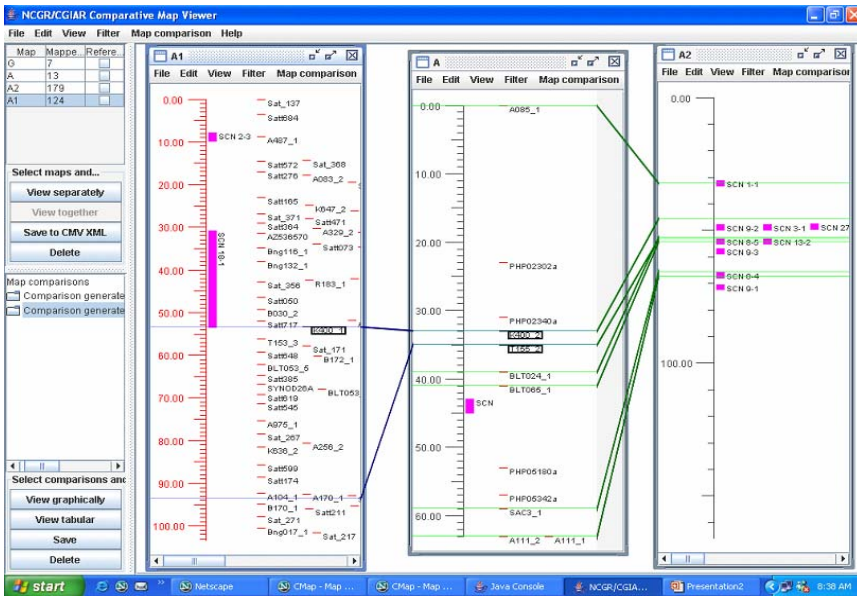 NCGR/CGIAR Comparative Map Viewer
File Edit View Filter Map comparison Help
Map Mappe... Refere...
G 7
A 13
A2 179
A1 124
Select maps and...
View separately
View together
Save to CMV XML
Delete
Map comparisons
Comparison generate
Comparison generate
Select comparisons and
View graphically
View tabular
Save
Delete
A1
File Edit View Filter Map comparison
0.00
Sat_137
Satt684
10.00
SCN 2-3
A487_1
Satt572
Sat_368
Satt276
A083_2
20.00
Satt165
K647_2
Sat_371
Satt471
30.00
Satt364
A329_2
AZ536570
Satt073
Bng116_1
Bng132_1
40.00
Sat_356
R183_1
Satt050
50.00
B030_2
Satt717
K400_1
T153_3
Sat_171
60.00
Satt648
B172_1
BLT053_5
Satt385
SYNOD26A
BLT053
70.00
Satt619
Satt545
A975_1
80.00
Sat_267
A256_2
K636_2
Satt599
Satt174
90.00
A104_1
A170_1
B170_1
Satt211
100.00
Sat_271
Bng017_1
Sat_217
A
File Edit View Filter Map comparison
0.00
A085_1
10.00
20.00
PHP02302a
30.00
PHP02340a
K400_2
T155_2
BLT024_1
40.00
BLT065_1
SCN
50.00
PHP05180a
PHP05342a
60.00
SAC3_1
A111_2
A111_1
A2
File Edit View Filter Map comparison
0.00
SCN 1-1
SCN 9-2
SCN 3-1
SCN 27
SCN 8-5
SCN 13-2
SCN 9-3
SCN 8-4
SCN 9-1
100.00
start
Netscape
CMap - Map ...
CMap - Map ...
Java Console
NCGR/CGIA...
Presentation2
8:38 AM